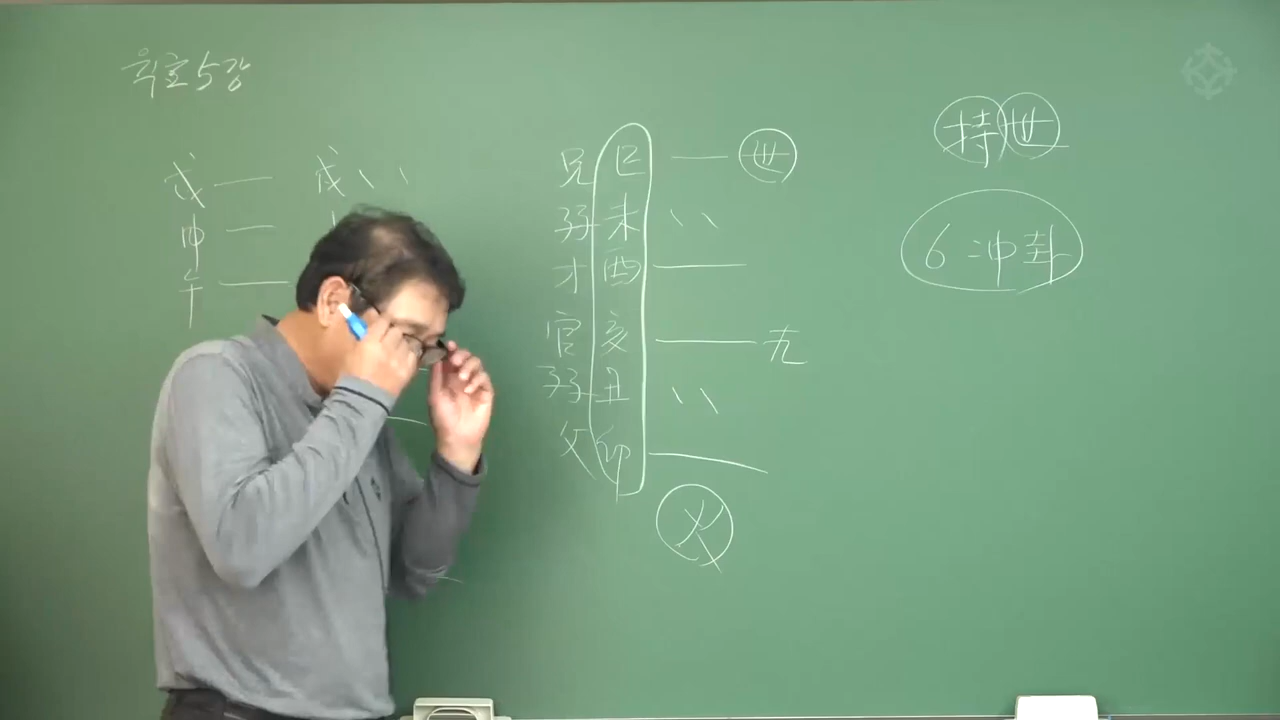 육효 5강
戌 戌
申
午
兄 巳 世
孫 未
才 酉
官 亥
孫 丑
父 卯
火
持世
6冲卦